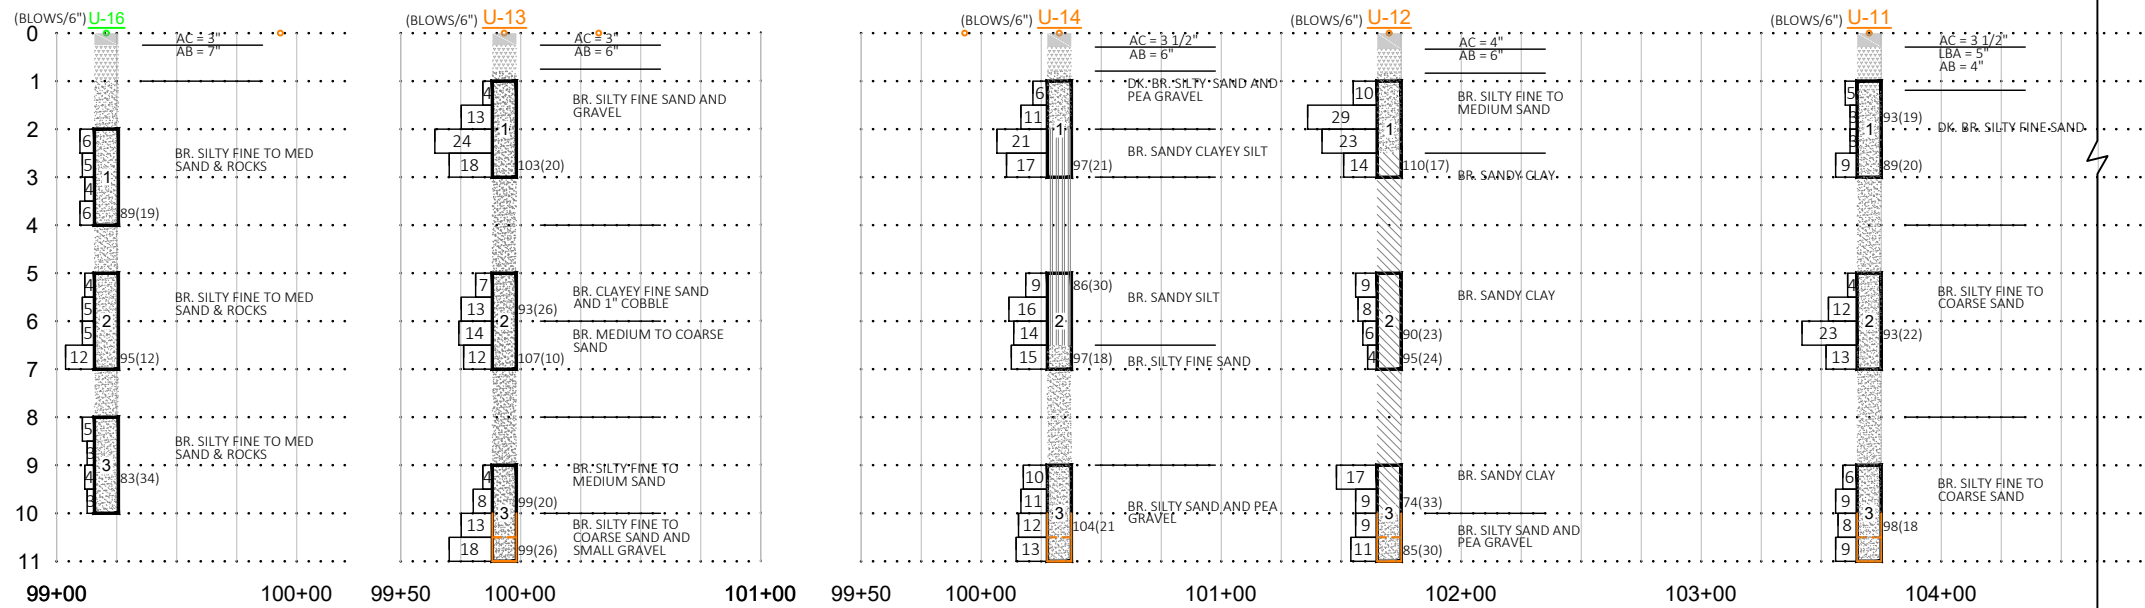 (BLOWS/6") U-16
0
1
2
3
4
5
6
7
8
9
10
11
AC = 3"
AB = 7"
6
5
4
6
1
89(19)
BR. SILTY FINE TO MED
SAND & ROCKS
4
5
5
12
2
95(12)
BR. SILTY FINE TO MED
SAND & ROCKS
5
3
4
3
3
83(34)
BR. SILTY FINE TO MED
SAND & ROCKS
99+00
100+00
(BLOWS/6") U-13
AC = 3"
AB = 6"
4
13
24
18
1
103(20)
BR. SILTY FINE SAND AND
GRAVEL
7
13
14
12
2
93(26)
107(10)
BR. CLAYEY FINE SAND
AND 1" COBBLE
BR. MEDIUM TO COARSE
SAND
4
8
13
18
3
99(20)
99(26)
BR. SILTY FINE TO
MEDIUM SAND
BR. SILTY FINE TO
COARSE SAND AND
SMALL GRAVEL
99+50
100+00
101+00
(BLOWS/6") U-14
AC = 3 1/2"
AB = 6"
DK. BR. SILTY SAND AND
PEA GRAVEL
6
11
21
17
1
97(21)
BR. SANDY CLAYEY SILT
9
16
14
15
2
86(30)
97(18)
BR. SANDY SILT
BR. SILTY FINE SAND
10
11
12
13
3
104(21
BR. SILTY SAND AND PEA
GRAVEL
99+50
100+00
101+00
(BLOWS/6") U-12
AC = 4"
AB = 6"
10
29
23
14
1
110(17)
BR. SILTY FINE TO
MEDIUM SAND
BR. SANDY CLAY
9
8
6
4
2
90(23)
95(24)
BR. SANDY CLAY
17
9
9
11
3
74(33)
85(30)
BR. SANDY CLAY
BR. SILTY SAND AND
PEA GRAVEL
102+00
(BLOWS/6") U-11
AC = 3 1/2"
LBA = 5"
AB = 4"
5
3
3
9
1
93(19)
89(20)
DK. BR. SILTY FINE SAND
4
12
23
13
2
93(22)
BR. SILTY FINE TO
COARSE SAND
6
9
8
9
3
98(18
BR. SILTY FINE TO
COARSE SAND
103+00
104+00